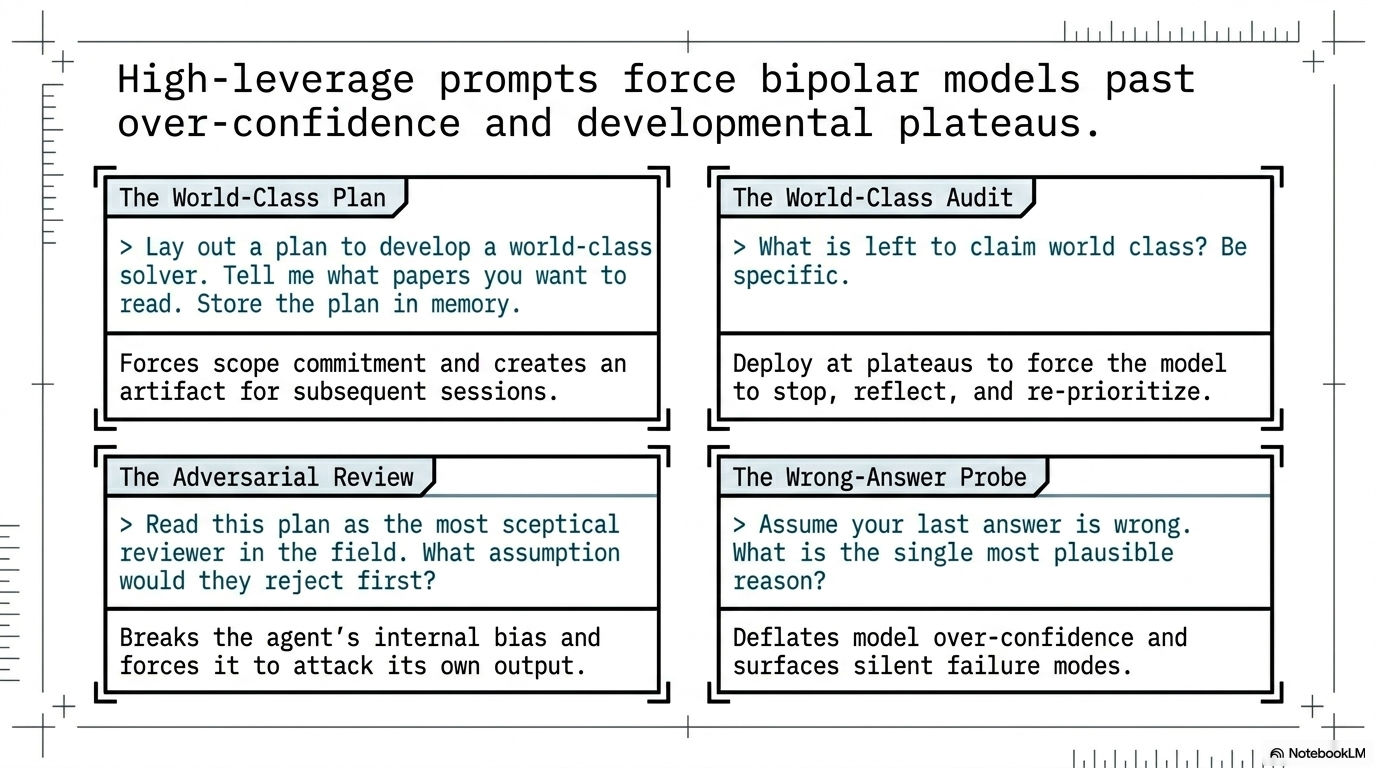 High-leverage prompts force bipolar models past
over-confidence and developmental plateaus.
The World-Class Plan
> Lay out a plan to develop a world-class
solver. Tell me what papers you want to
read. Store the plan in memory.
Forces scope commitment and creates an
artifact for subsequent sessions.
The World-Class Audit
> What is left to claim world class? Be
specific.
Deploy at plateaus to force the model
to stop, reflect, and re-prioritize.
The Adversarial Review
> Read this plan as the most sceptical
reviewer in the field. What assumption
would they reject first?
Breaks the agent’s internal bias and
forces it to attack its own output.
The Wrong-Answer Probe
> Assume your last answer is wrong.
What is the single most plausible
reason?
Deflates model over-confidence and
surfaces silent failure modes.
NotebookLM